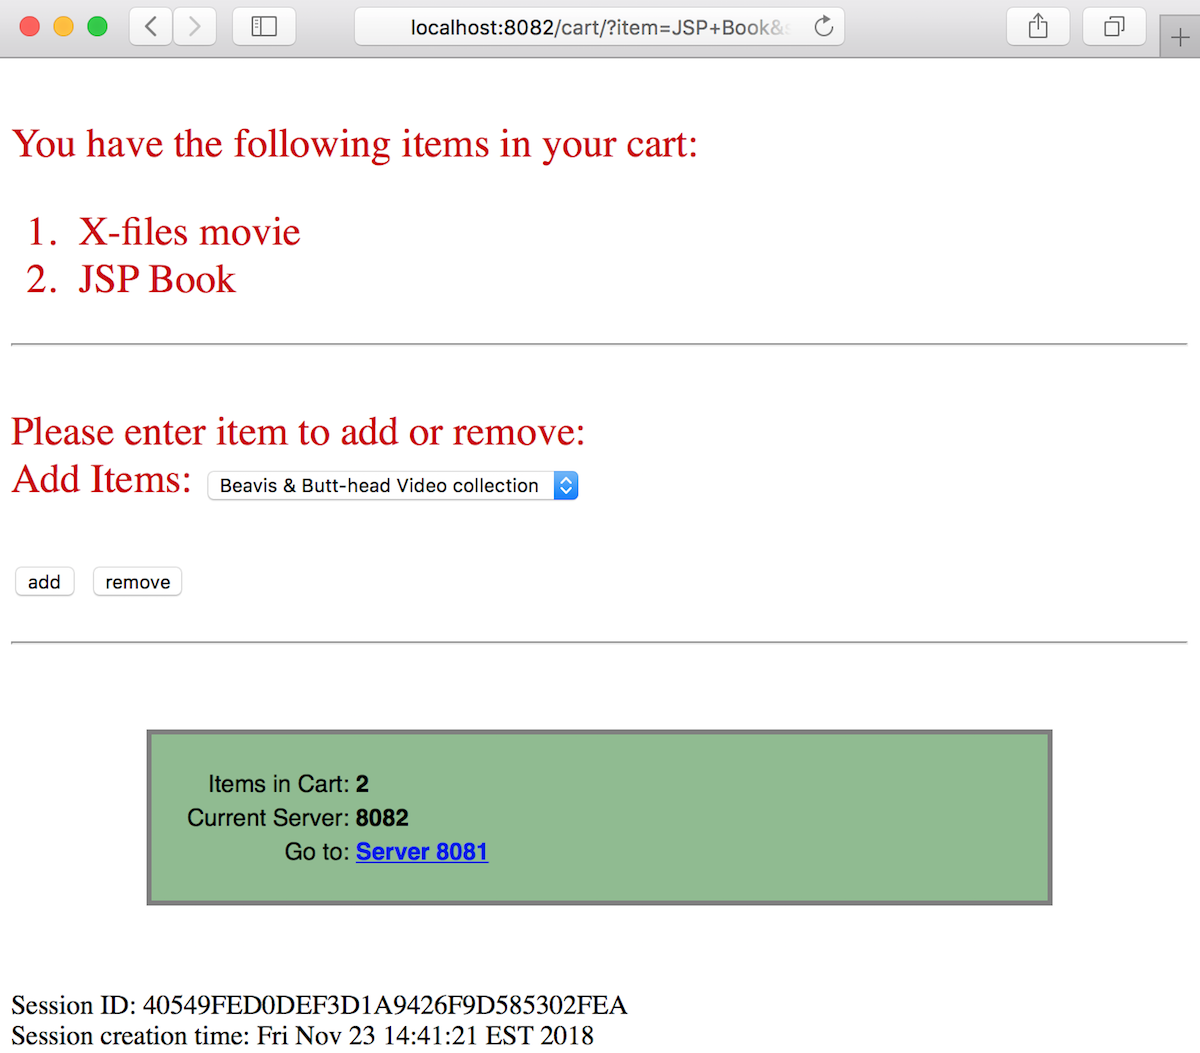 localhost:8082/cart/?item=JSP+Book&s
You have the following items in your cart:
1. X-files movie
2. JSP Book
Please enter item to add or remove:
Add Items: Beavis & Butt-head Video collection
add remove
Items in Cart: 2
Current Server: 8082
Go to: Server 8081
Session ID: 40549FED0DEF3D1A9426F9D585302FEA
Session creation time: Fri Nov 23 14:41:21 EST 2018